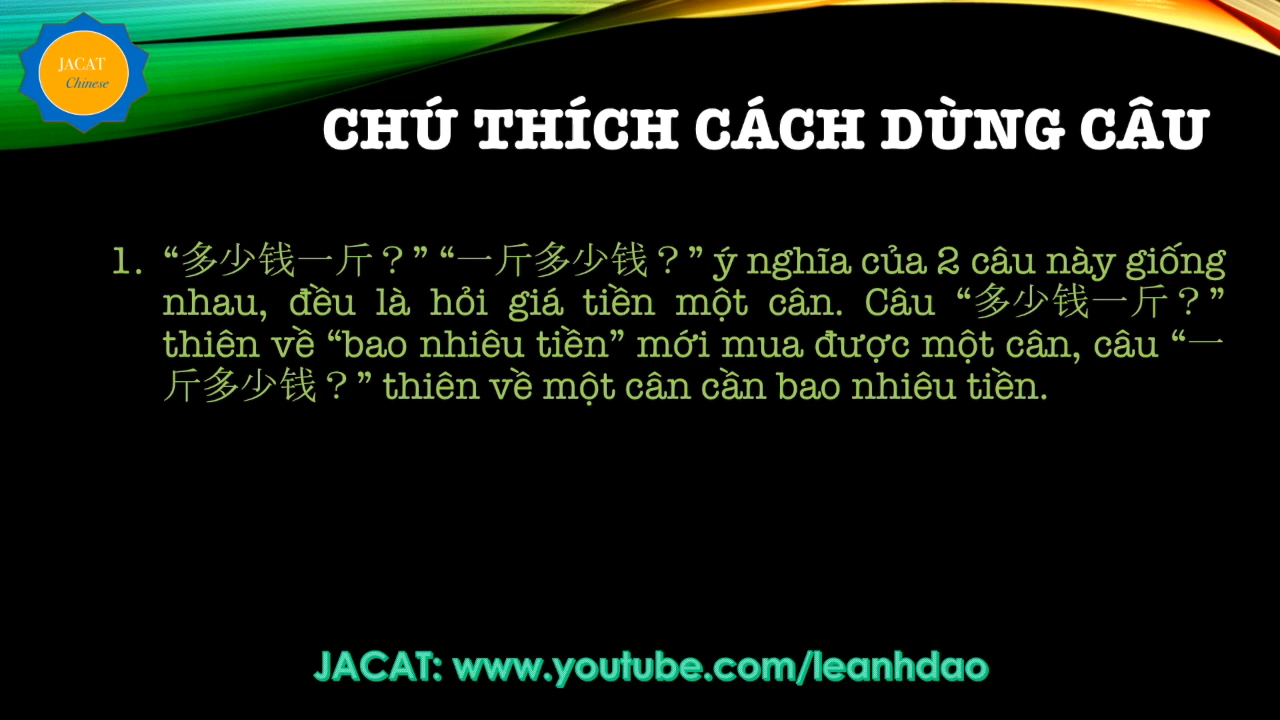 JACAT
Chinese
CHÚ THÍCH CÁCH DÙNG CÂU
1. “多少钱一斤？” “一斤多少钱？” ý nghĩa của 2 câu này giống
nhau, đều là hỏi giá tiền một cân. Câu “多少钱一斤？”
thiên về “bao nhiêu tiền” mới mua được một cân, câu “一
斤多少钱？” thiên về một cân cần bao nhiêu tiền.
JACAT: www.youtube.com/leanhdao